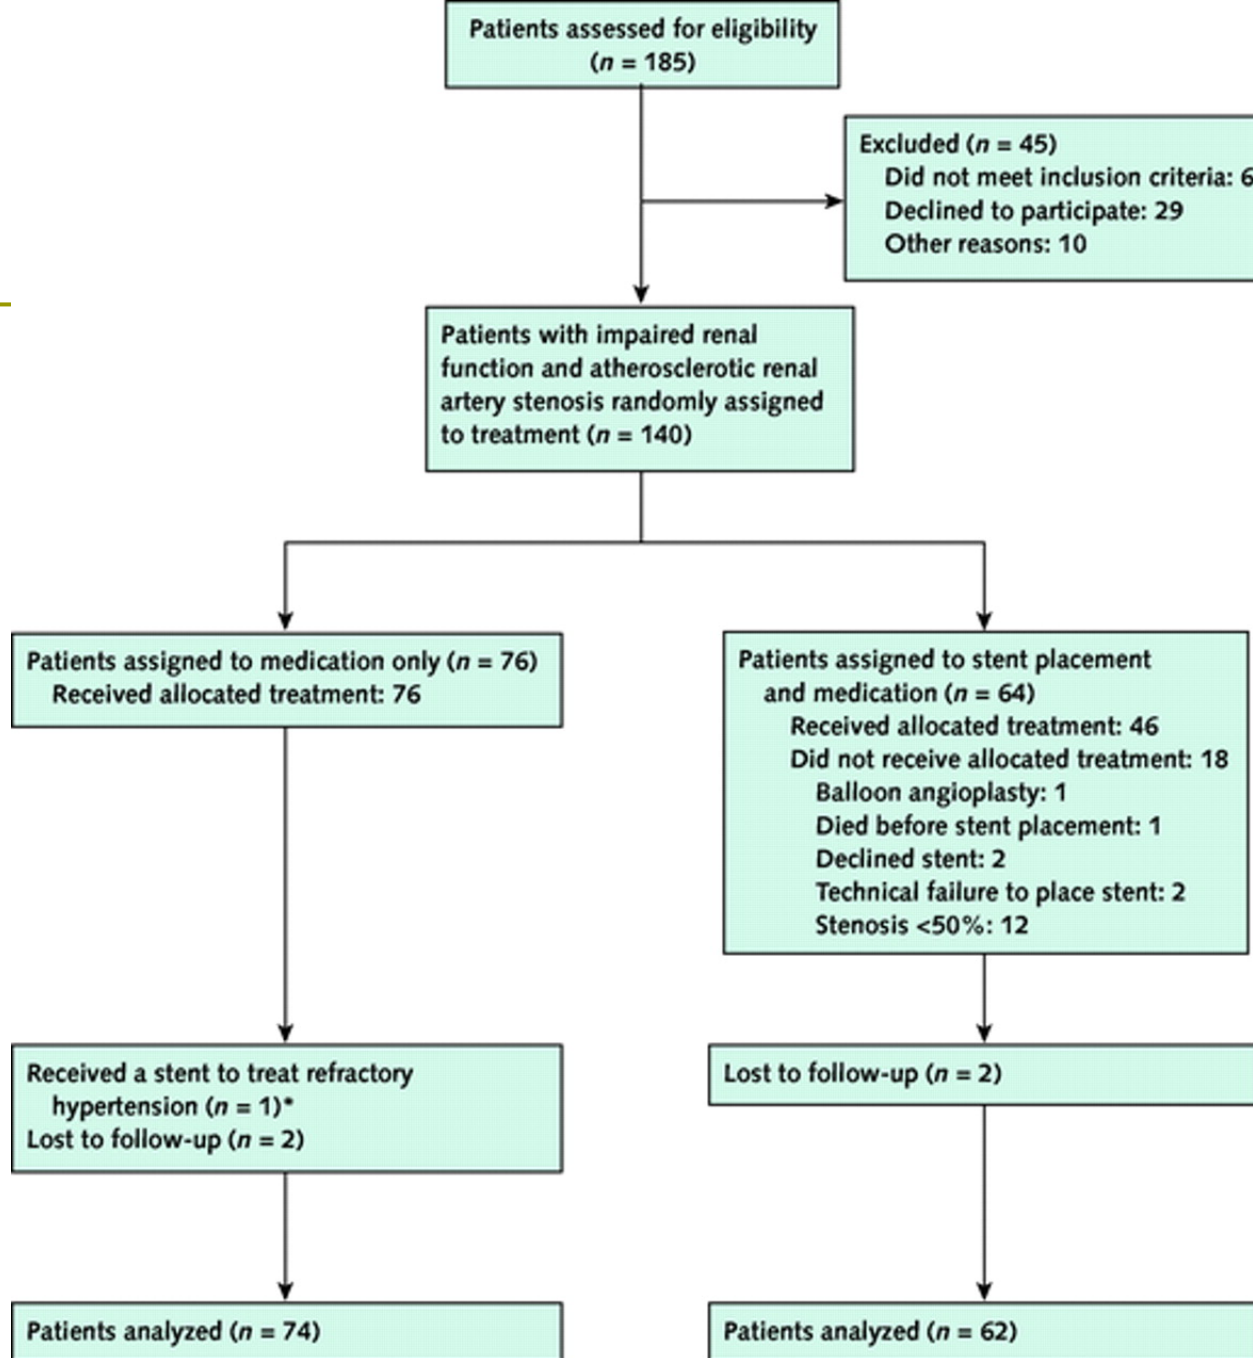 Patients assessed for eligibility
(n = 185)
Excluded (n = 45)
Did not meet inclusion criteria: 6
Declined to participate: 29
Other reasons: 10
Patients with impaired renal
function and atherosclerotic renal
artery stenosis randomly assigned
to treatment (n = 140)
Patients assigned to medication only (n = 76)
Received allocated treatment: 76
Patients assigned to stent placement
and medication (n = 64)
Received allocated treatment: 46
Did not receive allocated treatment: 18
Balloon angioplasty: 1
Died before stent placement: 1
Declined stent: 2
Technical failure to place stent: 2
Stenosis <50%: 12
Received a stent to treat refractory
hypertension (n = 1)*
Lost to follow-up (n = 2)
Lost to follow-up (n = 2)
Patients analyzed (n = 74)
Patients analyzed (n = 62)